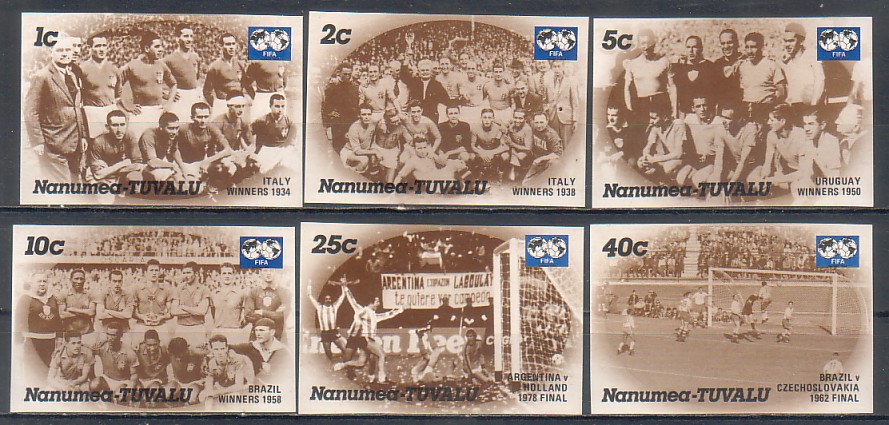 1c
FIFA
Nanumea-TUVALU
ITALY
WINNERS 1934
2c
FIFA
Nanumea-TUVALU
ITALY
WINNERS 1938
5c
FIFA
Nanumea-TUVALU
URUGUAY
WINNERS 1950
10c
FIFA
Nanumea-TUVALU
BRAZIL
WINNERS 1958
25c
FIFA
ARGENTINA CORAZON LABOULAY
te quiere ver campeon
Nanumea-TUVALU
ARGENTINA v
HOLLAND
1978 FINAL
40c
FIFA
Nanumea-TUVALU
BRAZIL v
CZECHOSLOVAKIA
1962 FINAL